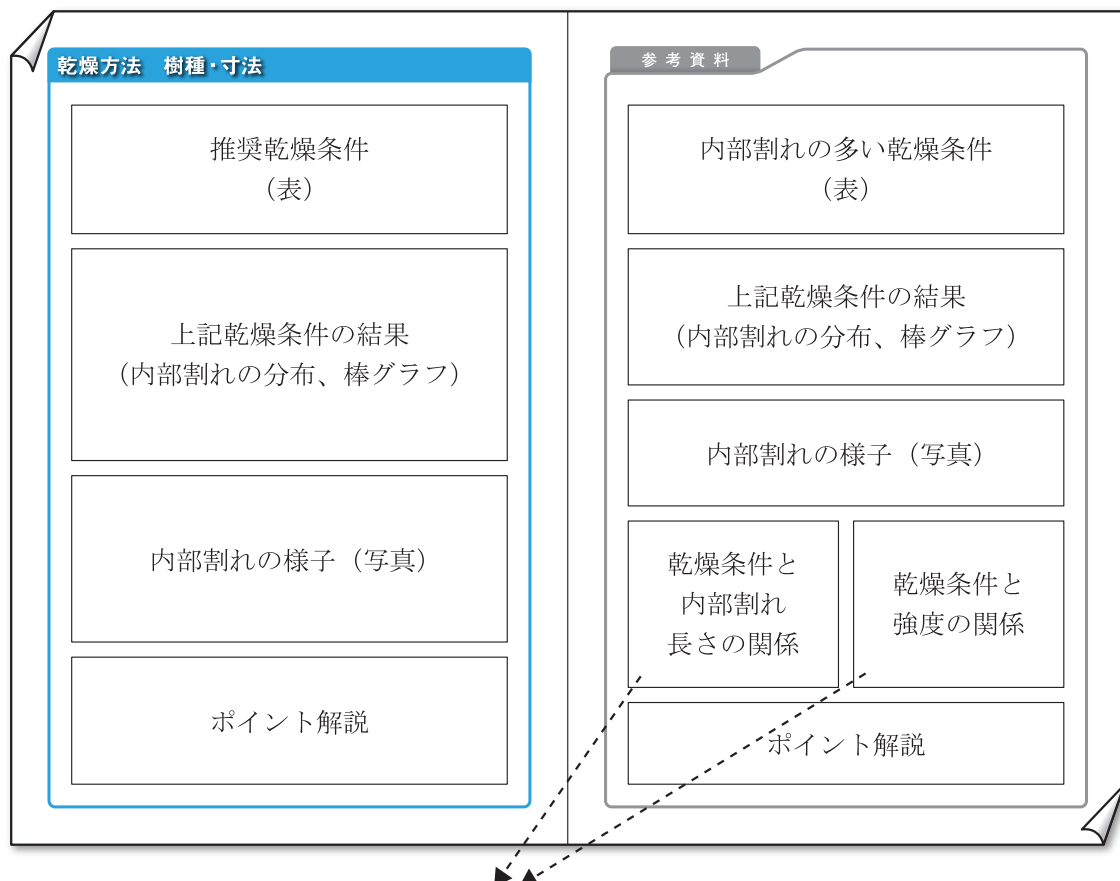 乾燥方法　樹種・寸法
推奨乾燥条件
（表）
上記乾燥条件の結果
（内部割れの分布、棒グラフ）
内部割れの様子（写真）
ポイント解説
参考資料
内部割れの多い乾燥条件
（表）
上記乾燥条件の結果
（内部割れの分布、棒グラフ）
内部割れの様子（写真）
乾燥条件と
内部割れ
長さの関係
乾燥条件と
強度の関係
ポイント解説